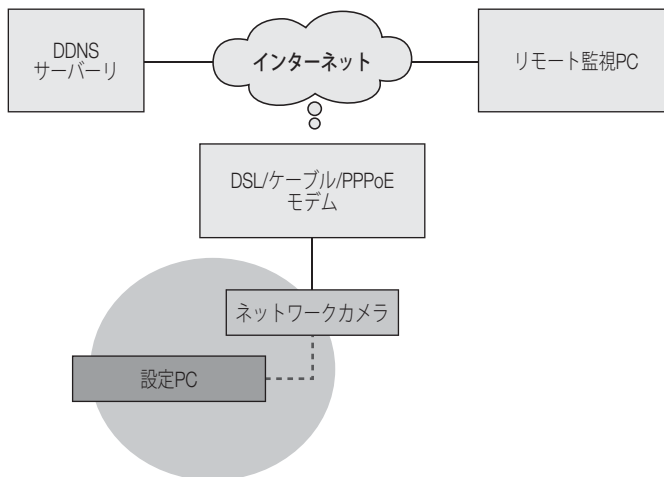 DDNS
サーバーリ
インターネット
リモート監視PC
DSL/ケーブル/PPPoE
モデム
ネットワークカメラ
設定PC